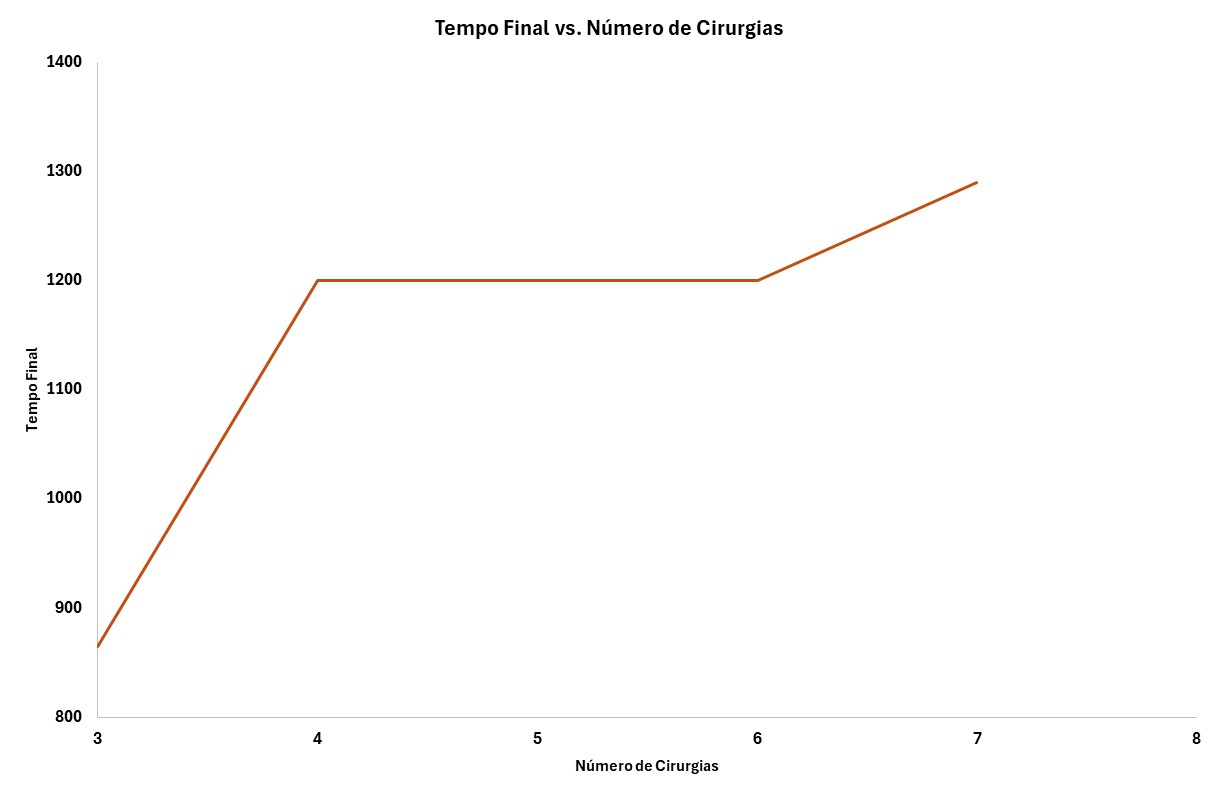 Tempo Final vs. Número de Cirurgias
1400
1300
1200
1100
1000
900
800
Tempo Final
3 4 5 6 7 8
Número de Cirurgias